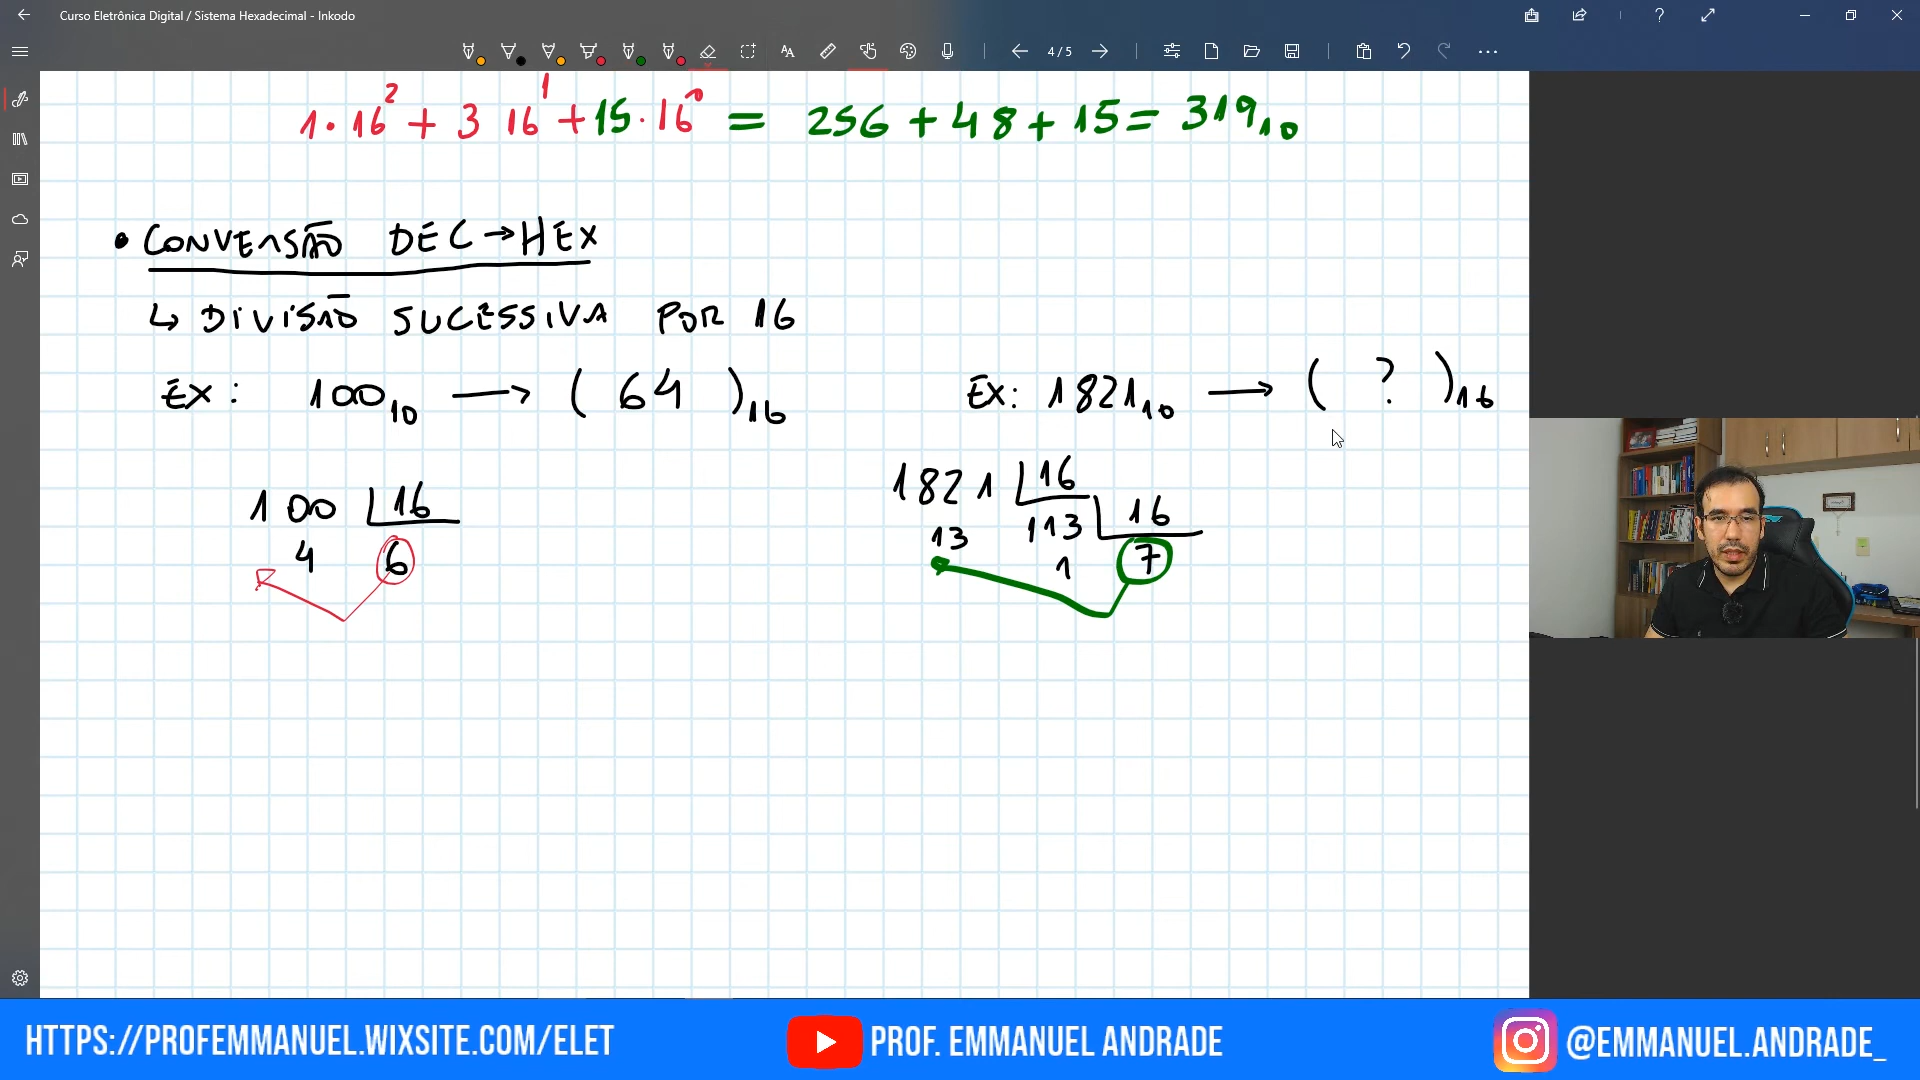 Curso Eletrônica Digital / Sistema Hexadecimal - Inkodo
4/5
1·16² + 3 16¹ + 15·16⁰ = 256 + 48 + 15 = 319₁₀
• CONVERSÃO DEC→HEX
↳ DIVISÃO SUCESSIVA POR 16
EX: 100₁₀ → ( 64 )₁₆
EX: 1821₁₀ → ( ? )₁₆
100 16
4 6
1821 16
13 113 16
1 7
HTTPS://PROFEMMANUEL.WIXSITE.COM/ELET
PROF. EMMANUEL ANDRADE
@EMMANUEL.ANDRADE_